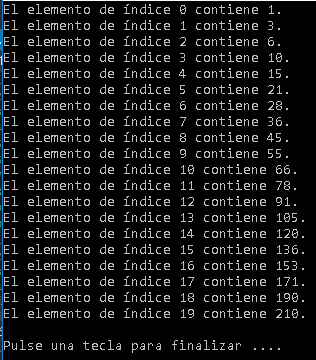 El elemento de índice 0 contiene 1.
El elemento de índice 1 contiene 3.
El elemento de índice 2 contiene 6.
El elemento de índice 3 contiene 10.
El elemento de índice 4 contiene 15.
El elemento de índice 5 contiene 21.
El elemento de índice 6 contiene 28.
El elemento de índice 7 contiene 36.
El elemento de índice 8 contiene 45.
El elemento de índice 9 contiene 55.
El elemento de índice 10 contiene 66.
El elemento de índice 11 contiene 78.
El elemento de índice 12 contiene 91.
El elemento de índice 13 contiene 105.
El elemento de índice 14 contiene 120.
El elemento de índice 15 contiene 136.
El elemento de índice 16 contiene 153.
El elemento de índice 17 contiene 171.
El elemento de índice 18 contiene 190.
El elemento de índice 19 contiene 210.
Pulse una tecla para finalizar ....